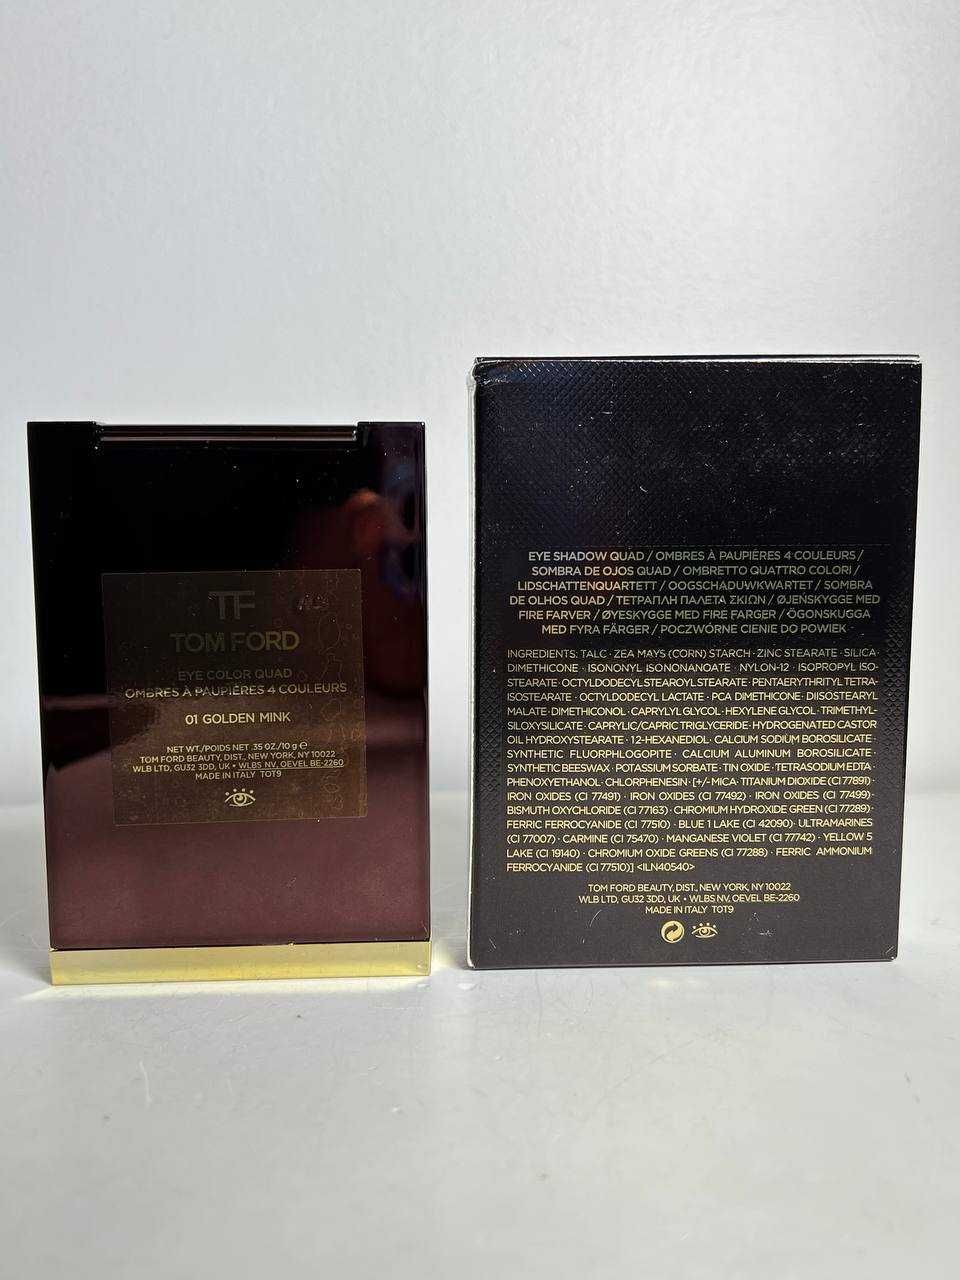 TF
TOM FORD
EYE COLOR QUAD
OMBRES À PAUPIÈRES 4 COULEURS
01 GOLDEN MINK
NET WT./POIDS NET .35 OZ./10 g ℮
TOM FORD BEAUTY, DIST., NEW YORK, NY 10022
WLB LTD, GU32 3DD, UK • WLBS NV, OEVEL BE-2260
MADE IN ITALY TOT9
EYE SHADOW QUAD / OMBRES À PAUPIÈRES 4 COULEURS /
SOMBRA DE OJOS QUAD / OMBRETTO QUATTRO COLORI /
LIDSCHATTENQUARTETT / OOGSCHADUWKWARTET / SOMBRA
DE OLHOS QUAD / ΤΕΤΡΑΠΛΗ ΠΑΛΕΤΑ ΣΚΙΩΝ / ØJENSKYGGE MED
FIRE FARVER / ØYESKYGGE MED FIRE FARGER / ÖGONSKUGGA
MED FYRA FÄRGER / POCZWÓRNE CIENIE DO POWIEK
INGREDIENTS: TALC · ZEA MAYS (CORN) STARCH · ZINC STEARATE · SILICA ·
DIMETHICONE · ISONONYL ISONONANOATE · NYLON-12 · ISOPROPYL ISO-
STEARATE · OCTYLDODECYL STEAROYL STEARATE · PENTAERYTHRITYL TETRA-
ISOSTEARATE · OCTYLDODECYL LACTATE · PCA DIMETHICONE · DIISOSTEARYL
MALATE · DIMETHICONOL · CAPRYLYL GLYCOL · HEXYLENE GLYCOL · TRIMETHYL-
SILOXYSILICATE · CAPRYLIC/CAPRIC TRIGLYCERIDE · HYDROGENATED CASTOR
OIL HYDROXYSTEARATE · 1,2-HEXANEDIOL · CALCIUM SODIUM BOROSILICATE ·
SYNTHETIC FLUORPHLOGOPITE · CALCIUM ALUMINUM BOROSILICATE ·
SYNTHETIC BEESWAX · POTASSIUM SORBATE · TIN OXIDE · TETRASODIUM EDTA ·
PHENOXYETHANOL · CHLORPHENESIN · [+/- MICA · TITANIUM DIOXIDE (CI 77891) ·
IRON OXIDES (CI 77491) · IRON OXIDES (CI 77492) · IRON OXIDES (CI 77499) ·
BISMUTH OXYCHLORIDE (CI 77163) · CHROMIUM HYDROXIDE GREEN (CI 77289) ·
FERRIC FERROCYANIDE (CI 77510) · BLUE 1 LAKE (CI 42090) · ULTRAMARINES
(CI 77007) · CARMINE (CI 75470) · MANGANESE VIOLET (CI 77742) · YELLOW 5
LAKE (CI 19140) · CHROMIUM OXIDE GREENS (CI 77288) · FERRIC AMMONIUM
FERROCYANIDE (CI 77510)] <ILN40540>
TOM FORD BEAUTY, DIST., NEW YORK, NY 10022
WLB LTD, GU32 3DD, UK • WLBS NV, OEVEL BE-2260
MADE IN ITALY TOT9